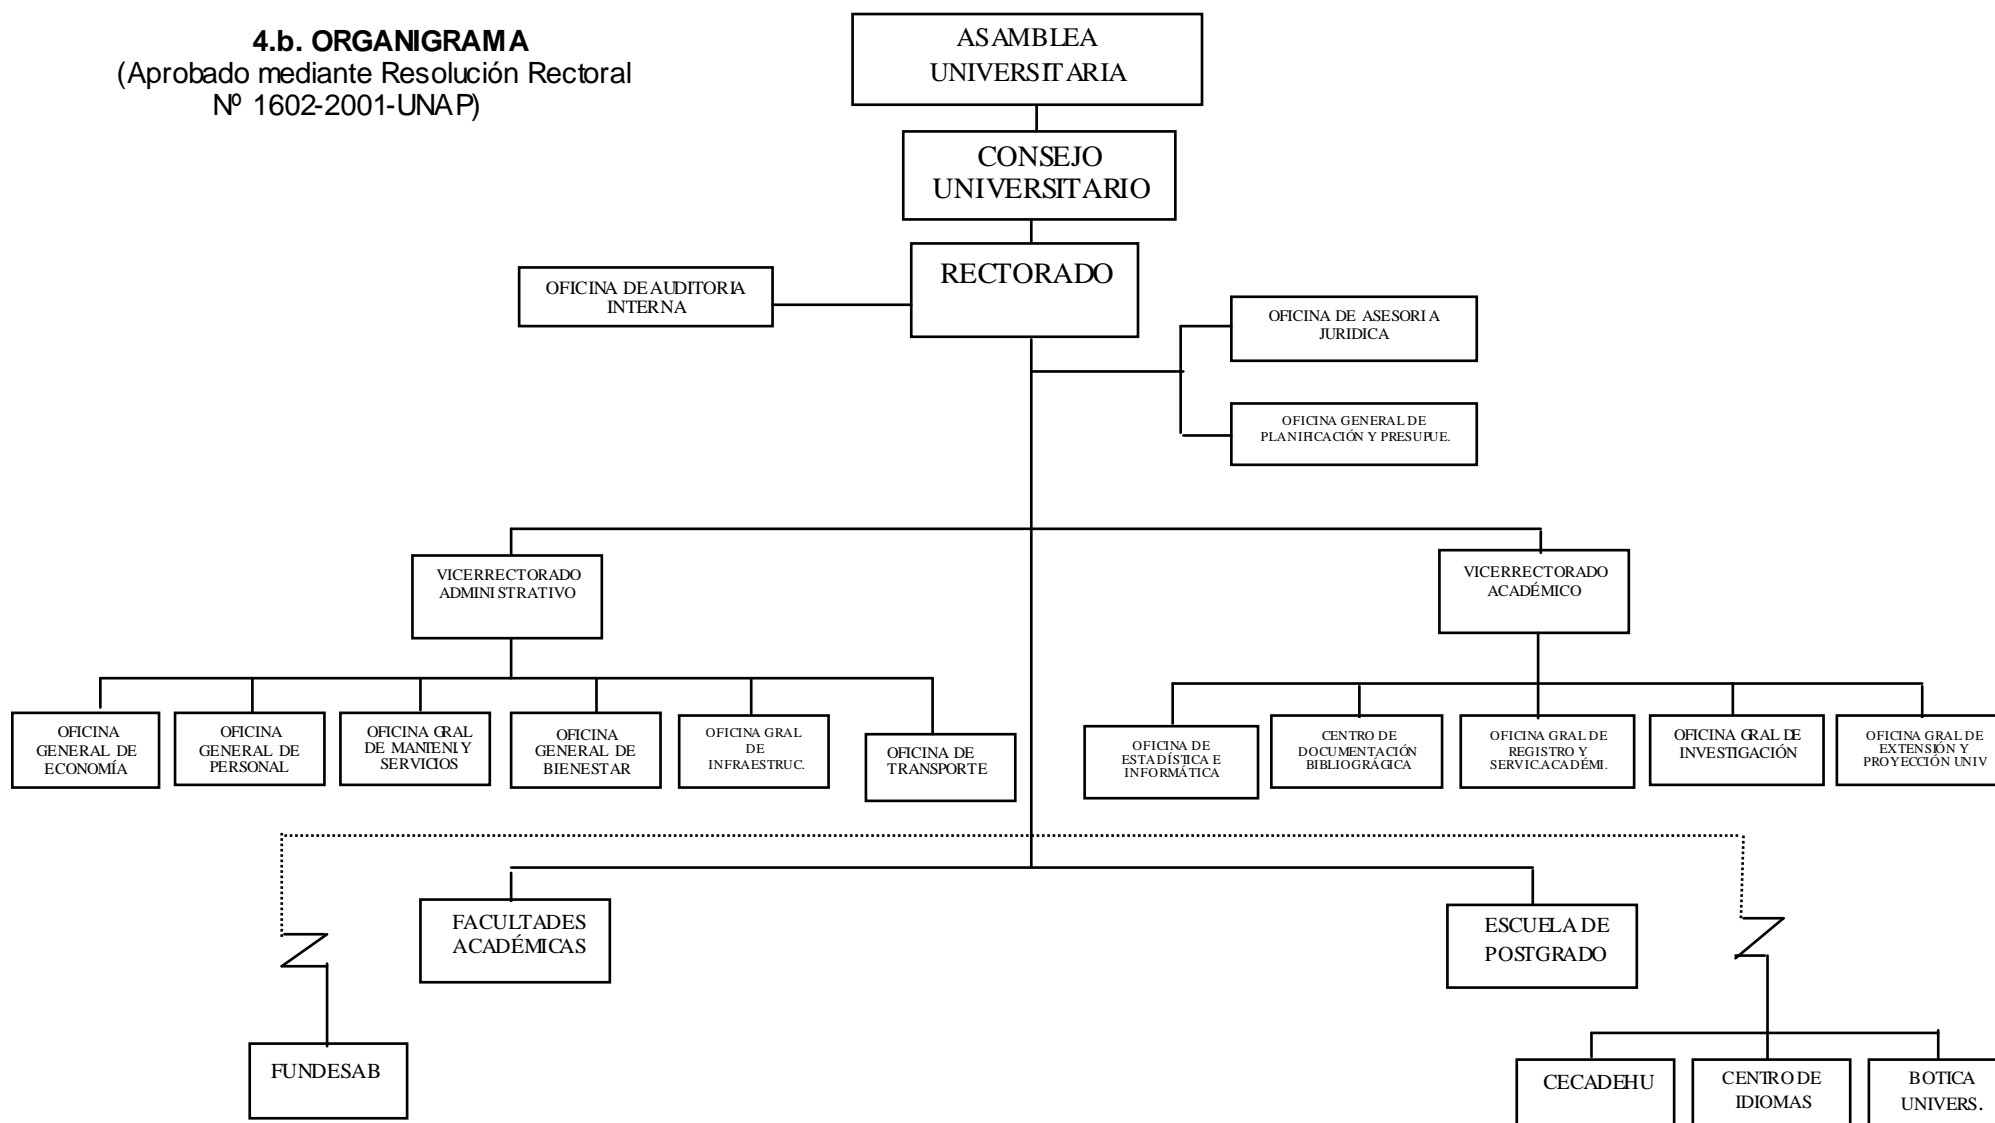 4.b. ORGANIGRAMA
(Aprobado mediante Resolución Rectoral
Nº 1602-2001-UNAP)
ASAMBLEA
UNIVERSITARIA
CONSEJO
UNIVERSITARIO
RECTORADO
OFICINA DE AUDITORIA
INTERNA
OFICINA DE ASESORIA
JURIDICA
OFICINA GENERAL DE
PLANIFICACIÓN Y PRESUPUE.
VICERRECTORADO
ADMINISTRATIVO
VICERRECTORADO
ACADÉMICO
OFICINA
GENERAL DE
ECONOMÍA
OFICINA
GENERAL DE
PERSONAL
OFICINA GRAL
DE MANTENI Y
SERVICIOS
OFICINA
GENERAL DE
BIENESTAR
OFICINA GRAL
DE
INFRAESTRUC.
OFICINA DE
TRANSPORTE
OFICINA DE
ESTADÍSTICA E
INFORMÁTICA
CENTRO DE
DOCUMENTACIÓN
BIBLIOGRÁGICA
OFICINA GRAL DE
REGISTRO Y
SERVIC.ACADÉMI.
OFICINA GRAL DE
INVESTIGACIÓN
OFICINA GRAL DE
EXTENSIÓN Y
PROYECCIÓN UNIV
FACULTADES
ACADÉMICAS
ESCUELA DE
POSTGRADO
FUNDESAB
CECADEHU
CENTRO DE
IDIOMAS
BOTICA
UNIVERS.